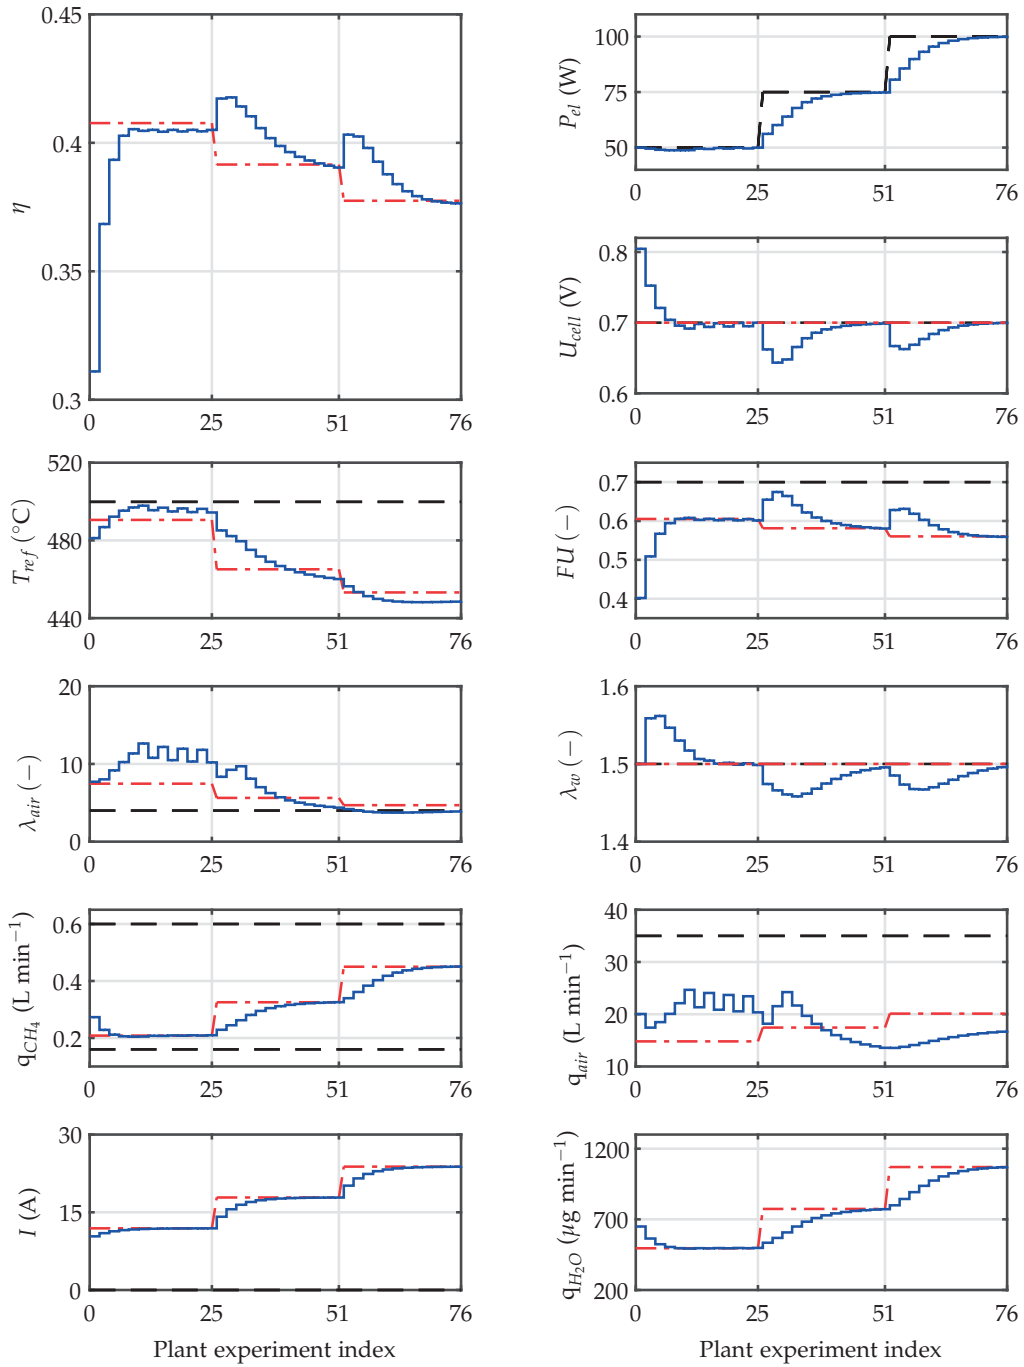 0.45
0.4
0.35
0.3
η
0 25 51 76
100
75
50
P_el (W)
0 25 51 76
0.8
0.7
0.6
U_cell (V)
0 25 51 76
520
480
440
T_ref (°C)
0 25 51 76
0.7
0.6
0.5
0.4
FU (−)
0 25 51 76
20
10
0
λ_air (−)
0 25 51 76
1.6
1.5
1.4
λ_w (−)
0 25 51 76
0.6
0.4
0.2
q_CH₄ (L min⁻¹)
0 25 51 76
40
30
20
10
q_air (L min⁻¹)
0 25 51 76
30
15
0
I (A)
0 25 51 76
Plant experiment index
1200
700
200
q_H₂O (μg min⁻¹)
0 25 51 76
Plant experiment index